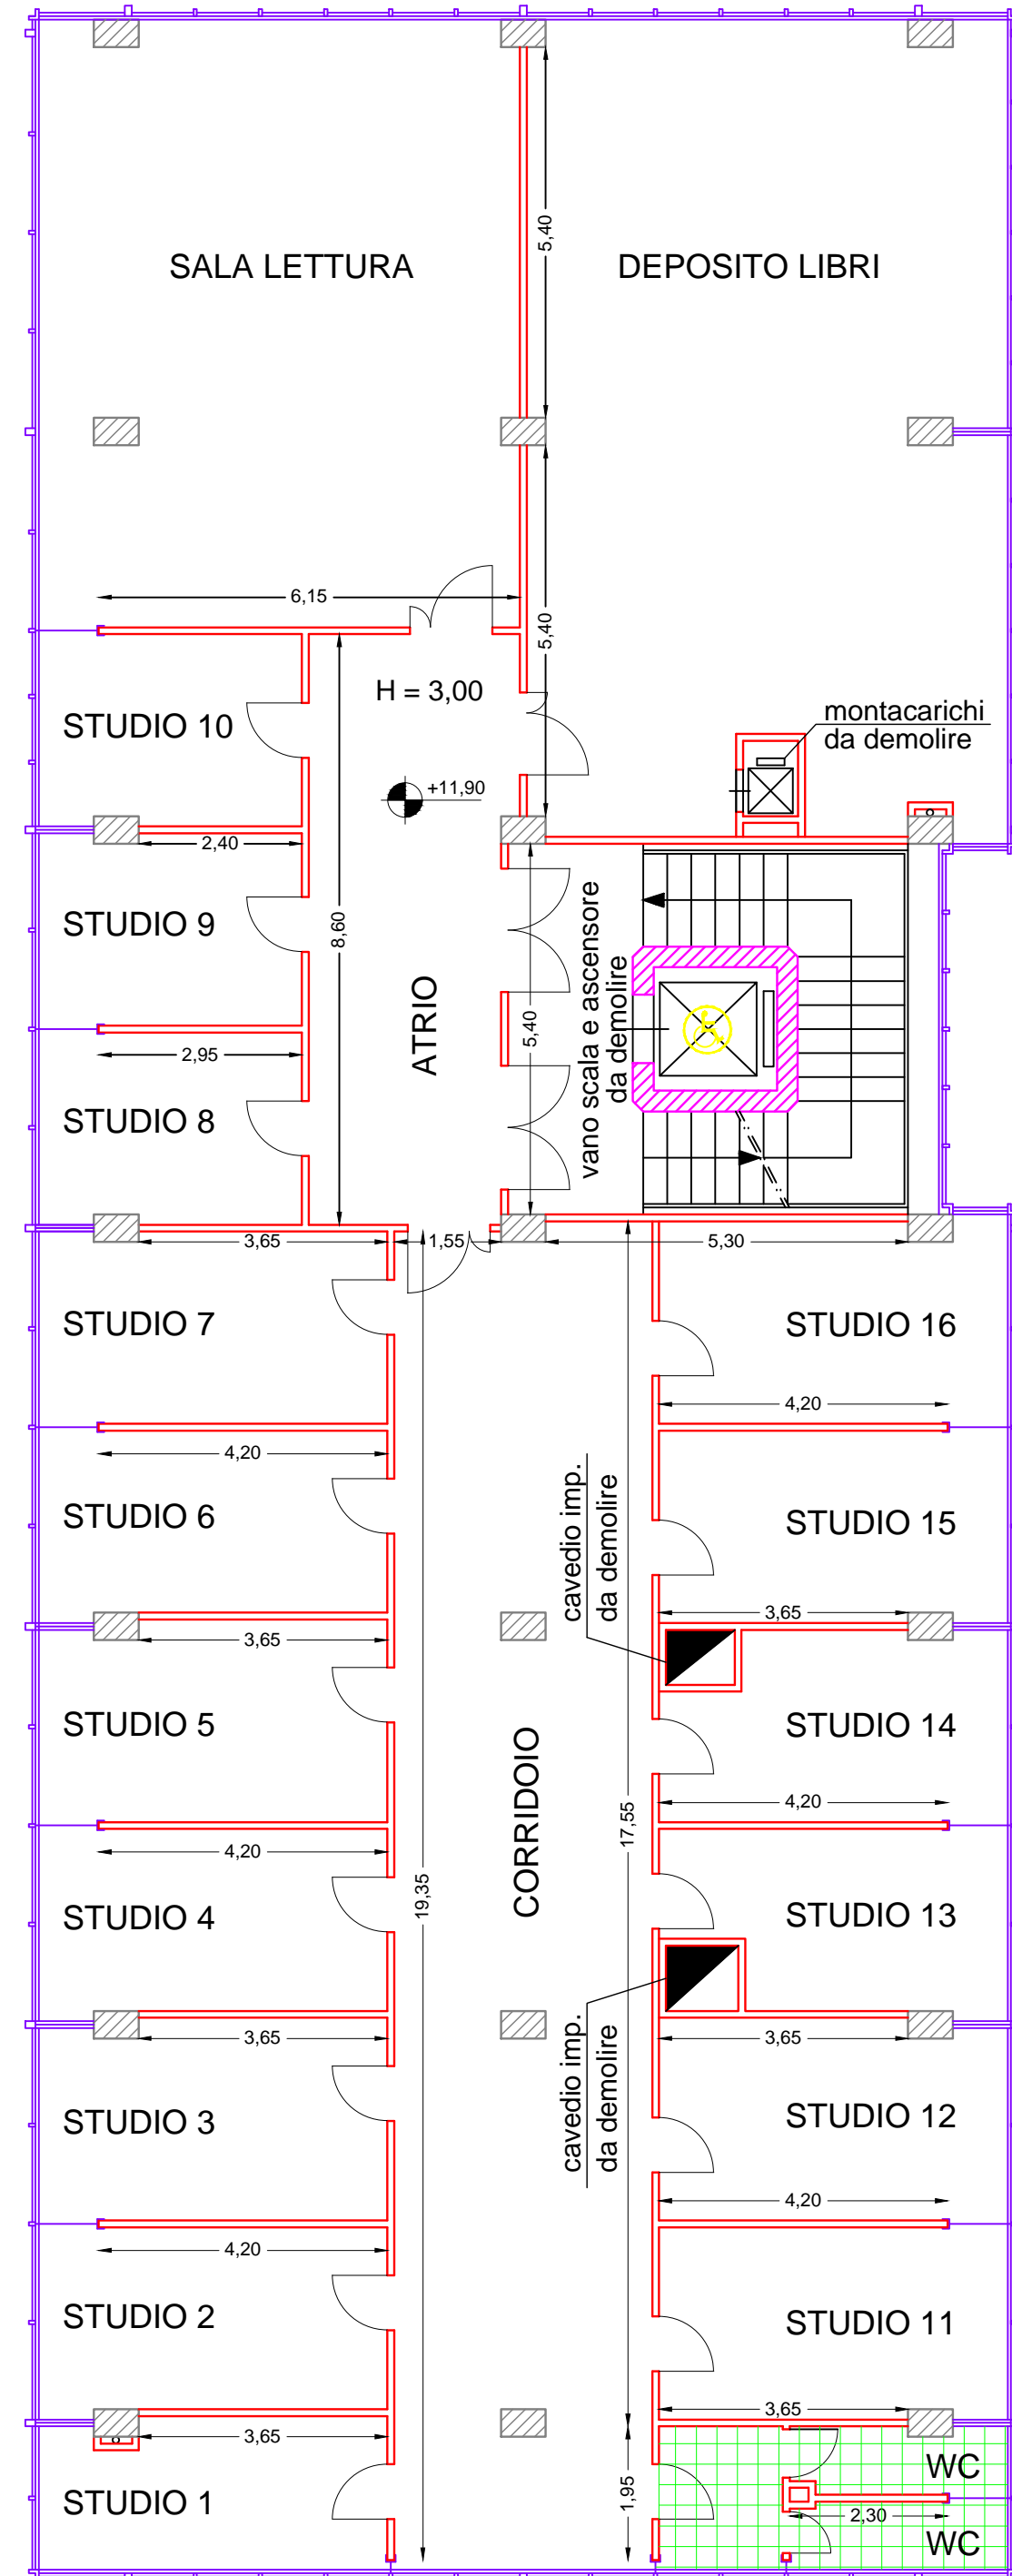 SALA LETTURA
DEPOSITO LIBRI
5,40
6,15
5,40
H = 3,00
STUDIO 10
montacarichi
da demolire
+11,90
2,40
STUDIO 9
8,60
ATRIO
vano scala e ascensore
da demolire
5,40
2,95
STUDIO 8
3,65
1,55
5,30
STUDIO 7
STUDIO 16
4,20
4,20
STUDIO 6
cavedio imp.
da demolire
STUDIO 15
3,65
3,65
STUDIO 5
STUDIO 14
4,20
17,55
CORRIDOIO
4,20
19,35
STUDIO 4
STUDIO 13
3,65
cavedio imp.
da demolire
3,65
STUDIO 3
STUDIO 12
4,20
4,20
STUDIO 2
STUDIO 11
3,65
3,65
WC
1,95
STUDIO 1
2,30
WC